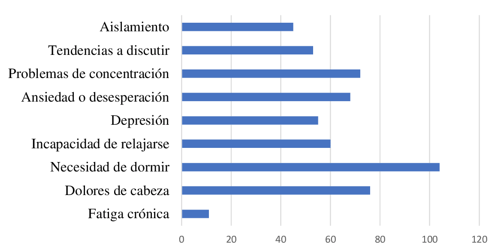 Aislamiento
Tendencias a discutir
Problemas de concentración
Ansiedad o desesperación
Depresión
Incapacidad de relajarse
Necesidad de dormir
Dolores de cabeza
Fatiga crónica
0 20 40 60 80 100 120